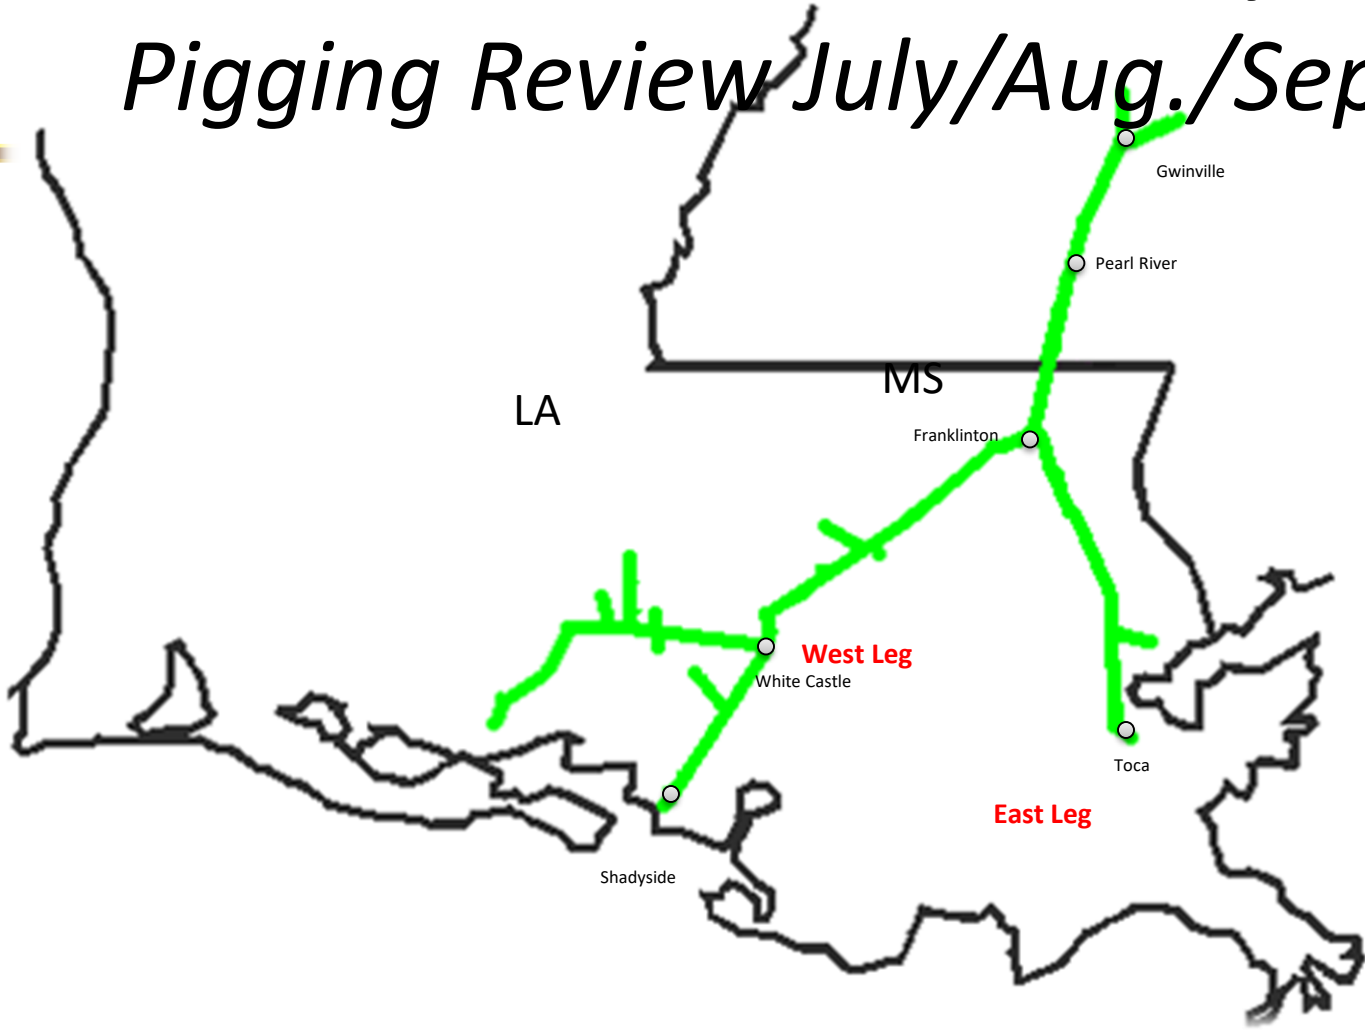 Pigging Review July/Aug./Sep
Gwinville
Pearl River
MS
LA
Franklinton
West Leg
White Castle
Toca
East Leg
Shadyside